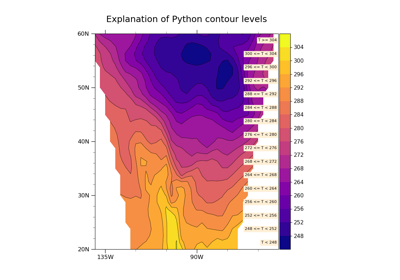 Explanation of Python contour levels
60N
50N
40N
30N
20N
135W
90W
T >= 304
300 <= T < 304
296 <= T < 300
292 <= T < 296
288 <= T < 292
284 <= T < 288
280 <= T < 284
276 <= T < 280
272 <= T < 276
268 <= T < 272
264 <= T < 268
260 <= T < 264
256 <= T < 260
252 <= T < 256
248 <= T < 252
T < 248
304
300
296
292
288
284
280
276
272
268
264
260
256
252
248